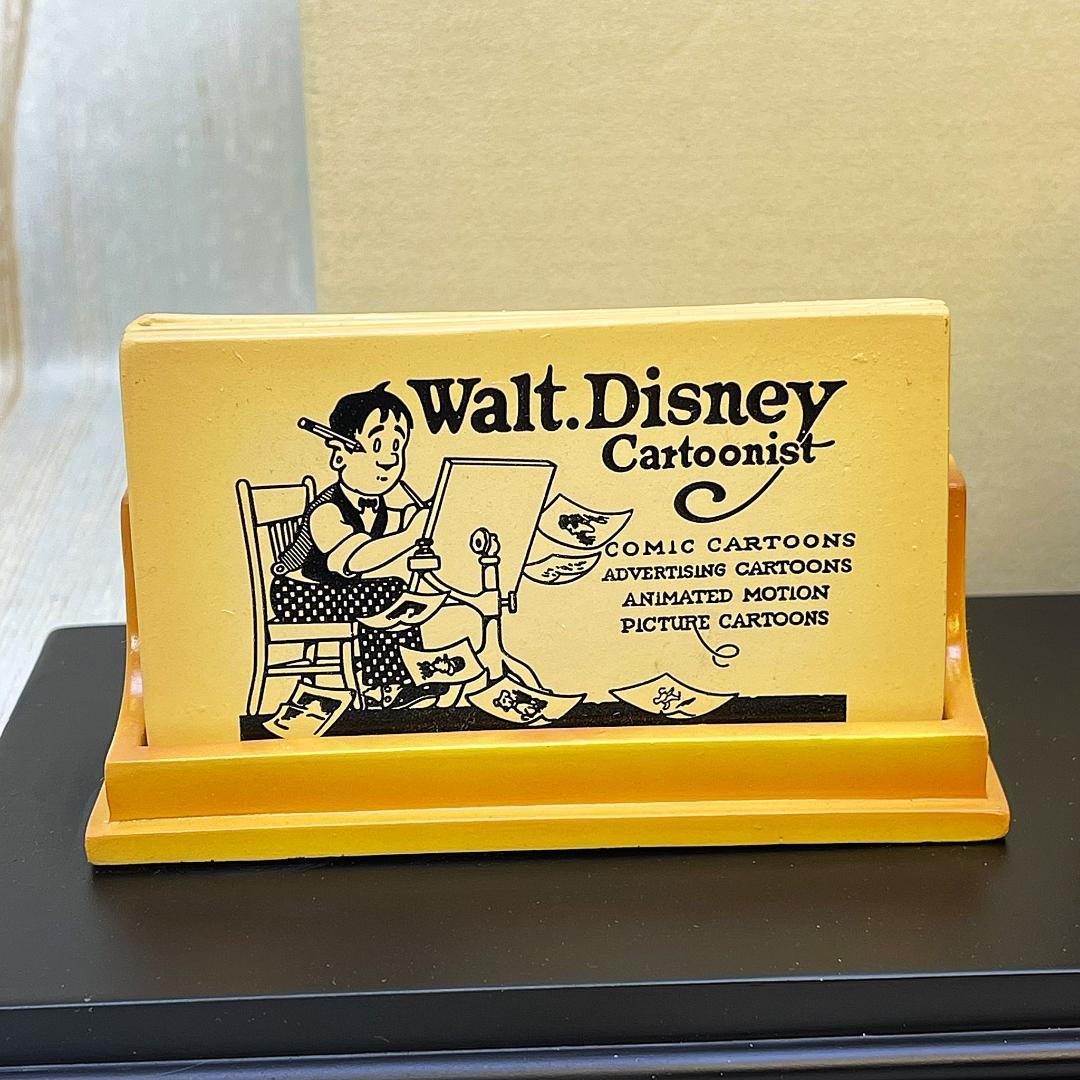 Walt. Disney
Cartoonist
COMIC CARTOONS
ADVERTISING CARTOONS
ANIMATED MOTION
PICTURE CARTOONS